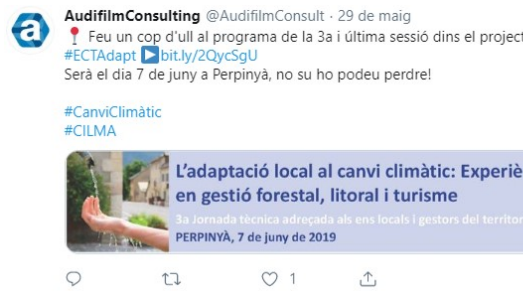 AudifilmConsulting @AudifilmConsult · 29 de maig
Feu un cop d'ull al programa de la 3a i última sessió dins el project
#ECTAdapt bit.ly/2QycSgU
Serà el dia 7 de juny a Perpinyà, no su ho podeu perdre!
#CanviClimàtic
#CILMA
L'adaptació local al canvi climàtic: Experiè
en gestió forestal, litoral i turisme
3a Jornada tècnica adreçada als ens locals i gestors del territor
PERPINYÀ, 7 de juny de 2019
1